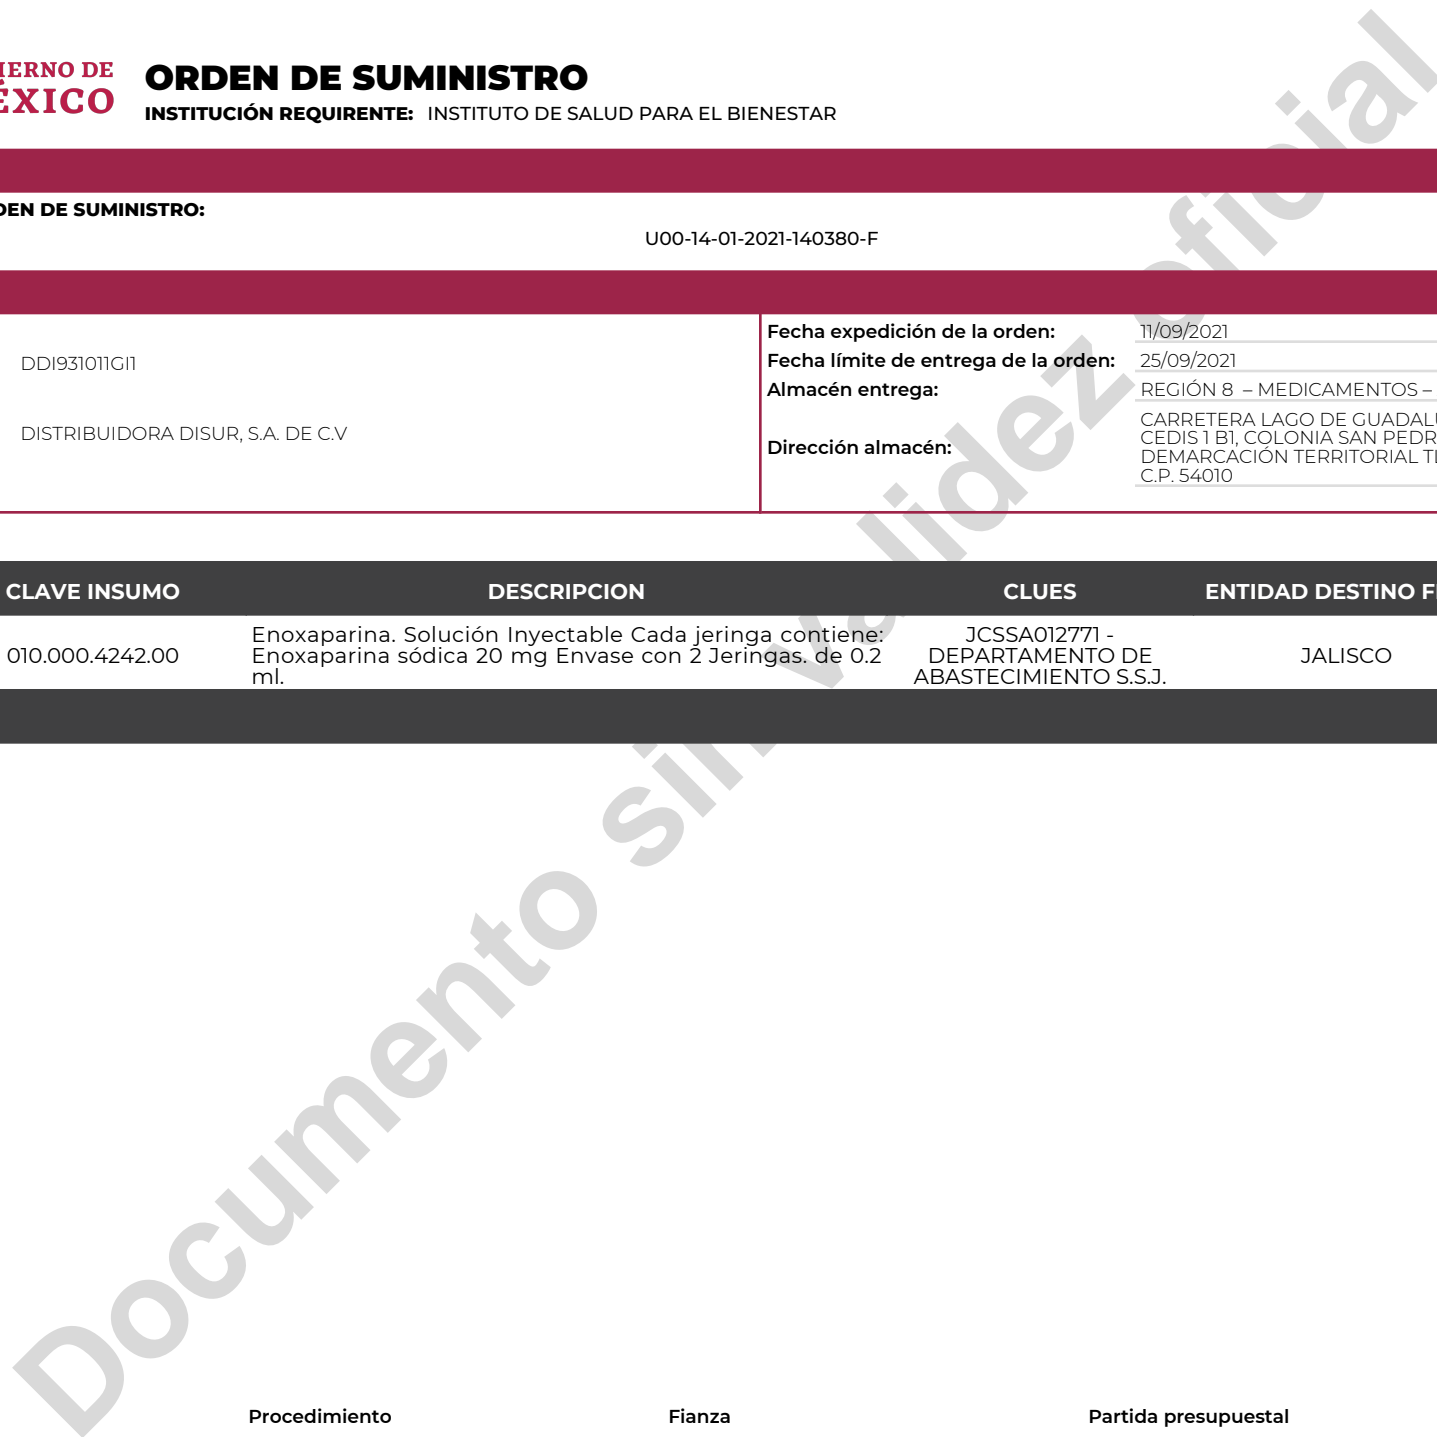 IERNO DE
ÉXICO
ORDEN DE SUMINISTRO
INSTITUCIÓN REQUIRENTE: INSTITUTO DE SALUD PARA EL BIENESTAR
DEN DE SUMINISTRO:
U00-14-01-2021-140380-F
DDI931011GI1
DISTRIBUIDORA DISUR, S.A. DE C.V
Fecha expedición de la orden: 11/09/2021
Fecha límite de entrega de la orden: 25/09/2021
Almacén entrega: REGIÓN 8 – MEDICAMENTOS –
Dirección almacén:
CARRETERA LAGO DE GUADALU
CEDIS 1 B1, COLONIA SAN PEDR
DEMARCACIÓN TERRITORIAL TL
C.P. 54010
CLAVE INSUMO DESCRIPCION CLUES ENTIDAD DESTINO FI
010.000.4242.00
Enoxaparina. Solución Inyectable Cada jeringa contiene:
Enoxaparina sódica 20 mg Envase con 2 Jeringas. de 0.2
ml.
JCSSA012771 -
DEPARTAMENTO DE
ABASTECIMIENTO S.S.J.
JALISCO
Documento sin validez oficial
Procedimiento Fianza Partida presupuestal